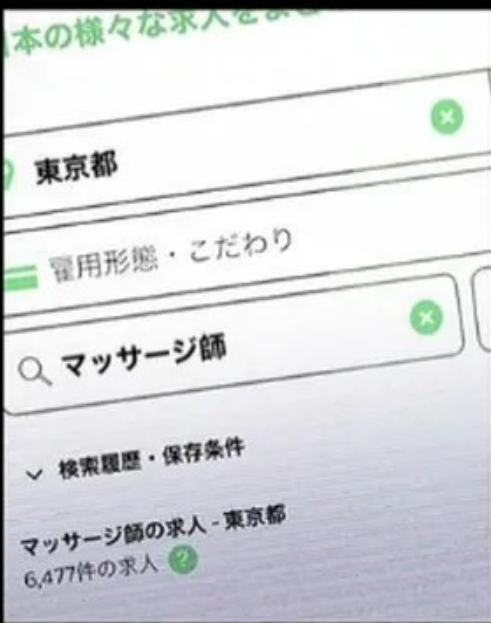 本の様々な求人をまと
東京都
雇用形態・こだわり
マッサージ師
検索履歴・保存条件
マッサージ師の求人 - 東京都
6,477件の求人 ?